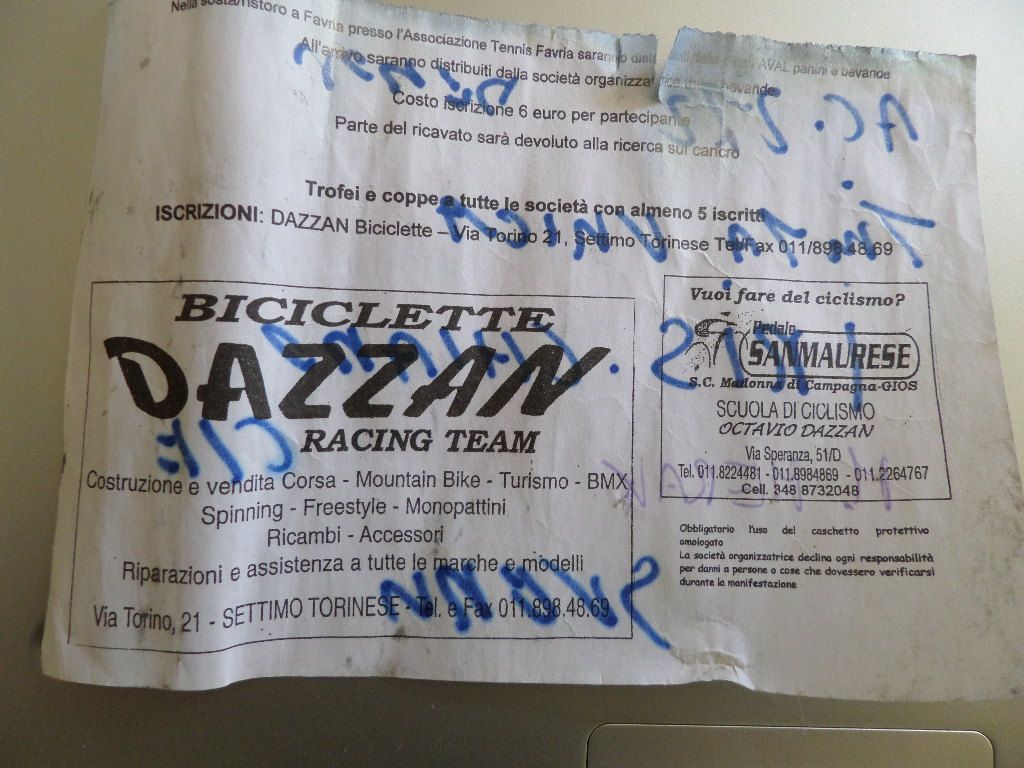 Nella sosta/ristoro a Favria presso l'Associazione Tennis Favria saranno distribuiti dalla AVAL panini e bevande
All'arrivo saranno distribuiti dalla società organizzatrice bevande
Costo iscrizione 6 euro per partecipante
Parte del ricavato sarà devoluto alla ricerca sul cancro
Trofei e coppe a tutte le società con almeno 5 iscritti
ISCRIZIONI: DAZZAN Biciclette – Via Torino 21, Settimo Torinese Tel/Fax 011/898.48.69
BICICLETTE
DAZZAN
RACING TEAM
Costruzione e vendita Corsa - Mountain Bike - Turismo - BMX
Spinning - Freestyle - Monopattini
Ricambi - Accessori
Riparazioni e assistenza a tutte le marche e modelli
Via Torino, 21 - SETTIMO TORINESE - Tel. e Fax 011.898.48.69
Vuoi fare del ciclismo?
Pedale
SANMAURESE
S.C. Madonna di Campagna-GIOS
SCUOLA DI CICLISMO
OCTAVIO DAZZAN
Via Speranza, 51/D
Tel. 011.8224481 - 011.8984869 - 011.2264767
Cell. 348 8732048
Obbligatorio l'uso del caschetto protettivo
omologato
La società organizzatrice declina ogni responsabilità
per danni a persone o cose che dovessero verificarsi
durante la manifestazione